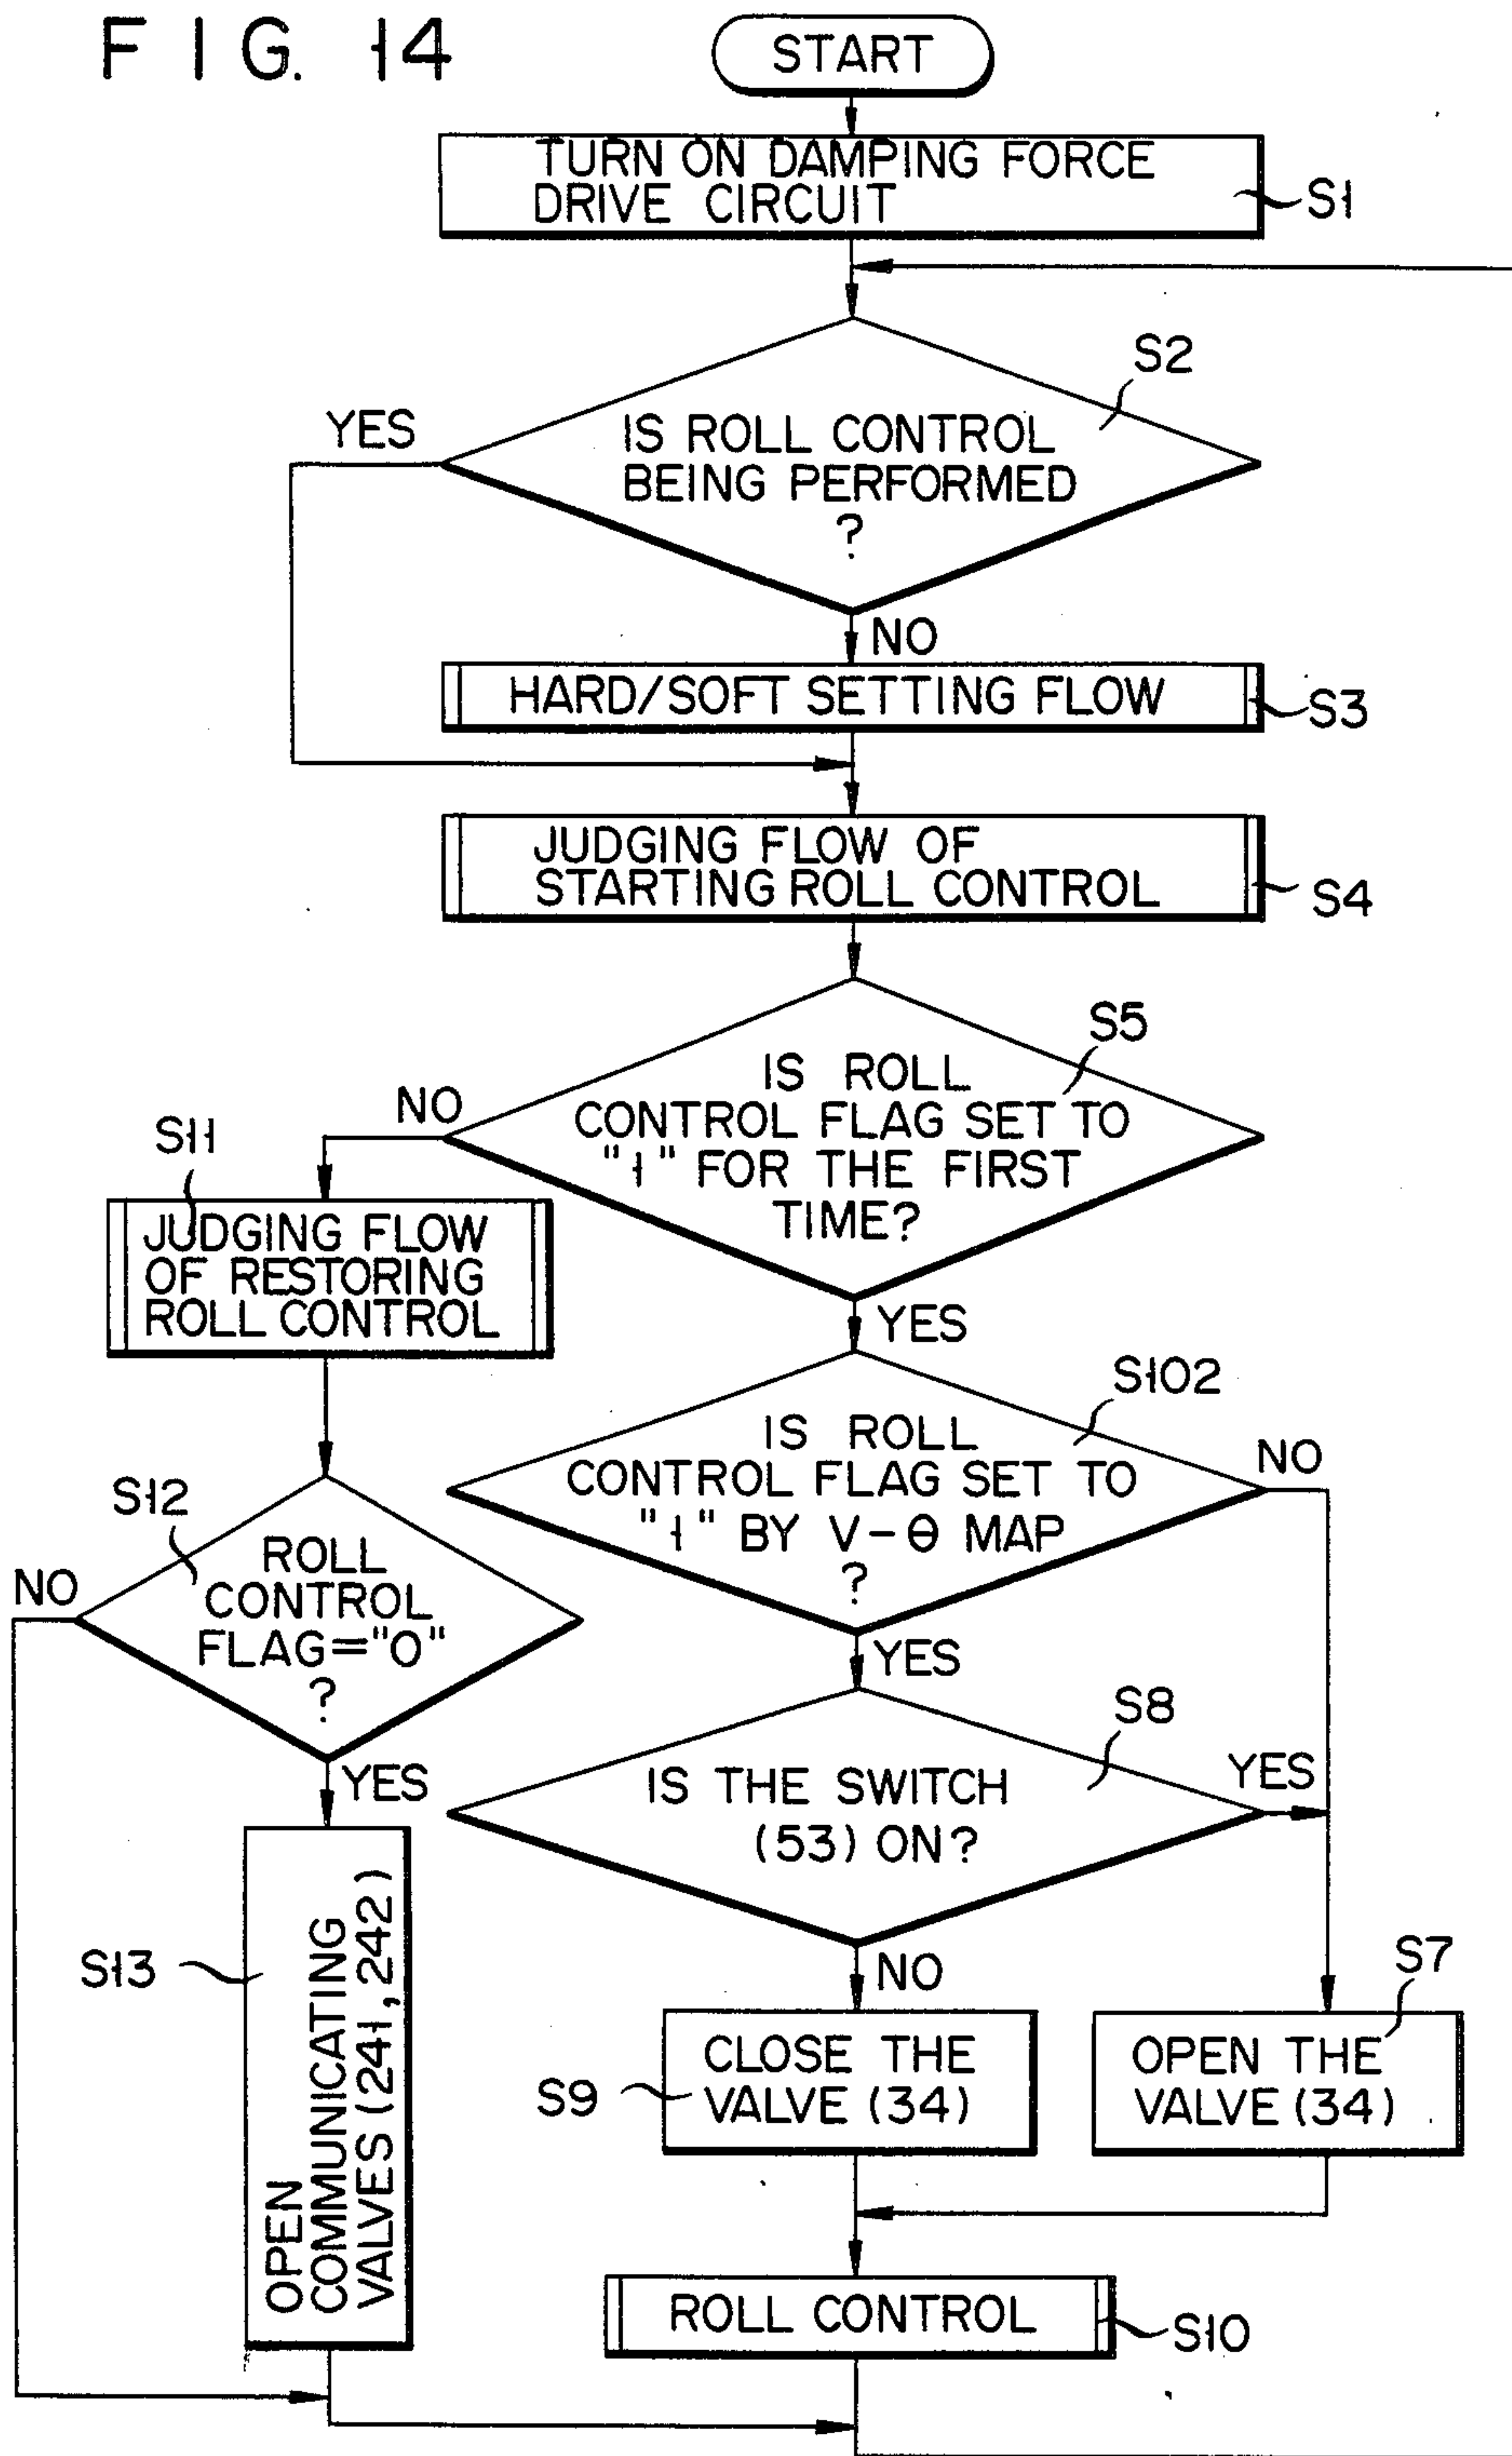 FIG. 14
START
TURN ON DAMPING FORCE
DRIVE CIRCUIT
S1
S2
YES
IS ROLL CONTROL
BEING PERFORMED
?
NO
HARD/SOFT SETTING FLOW
S3
JUDGING FLOW OF
STARTING ROLL CONTROL
S4
S5
NO
IS ROLL
CONTROL FLAG SET TO
"1" FOR THE FIRST
TIME?
S11
JUDGING FLOW
OF RESTORING
ROLL CONTROL
YES
S102
IS ROLL
CONTROL FLAG SET TO
"1" BY V-θ MAP
?
NO
S12
NO
ROLL
CONTROL
FLAG="0"
?
YES
S8
YES
IS THE SWITCH
(53) ON?
YES
S13
OPEN
COMMUNICATING
VALVES (241, 242)
NO
S7
S9
CLOSE THE
VALVE (34)
OPEN THE
VALVE (34)
ROLL CONTROL
S10